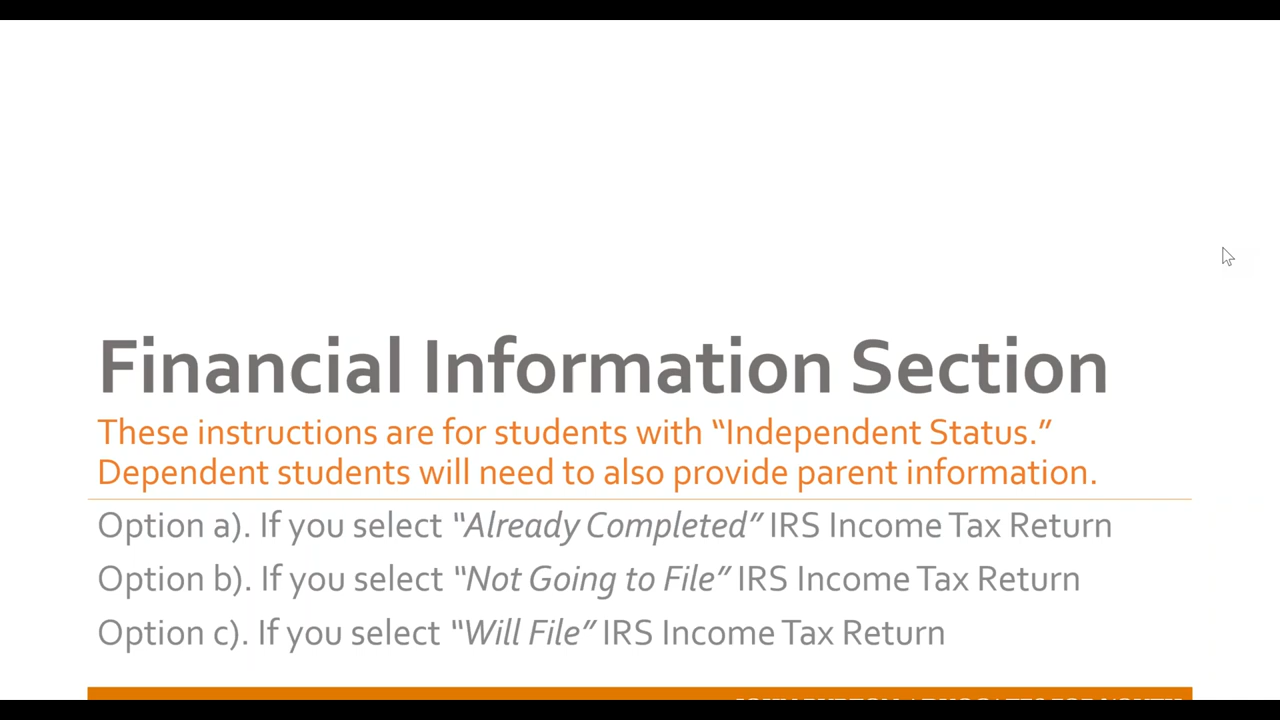 Financial Information Section
These instructions are for students with “Independent Status.”
Dependent students will need to also provide parent information.
Option a). If you select “Already Completed” IRS Income Tax Return
Option b). If you select “Not Going to File” IRS Income Tax Return
Option c). If you select “Will File” IRS Income Tax Return